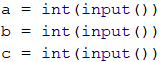 a = int(input())
b = int(input())
c = int(input())